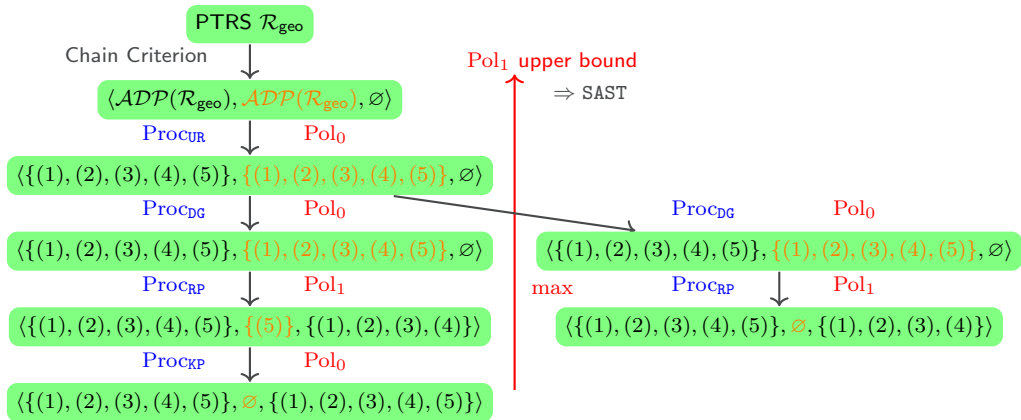 PTRS 𝓡geo
Chain Criterion
Pol₁ upper bound
⇒ SAST
⟨𝒜𝒟𝒫(𝓡geo), 𝒜𝒟𝒫(𝓡geo), ∅⟩
Proc_UR Pol₀
⟨{(1), (2), (3), (4), (5)}, {(1), (2), (3), (4), (5)}, ∅⟩
Proc_DG Pol₀
Proc_DG Pol₀
⟨{(1), (2), (3), (4), (5)}, {(1), (2), (3), (4), (5)}, ∅⟩
⟨{(1), (2), (3), (4), (5)}, {(1), (2), (3), (4), (5)}, ∅⟩
Proc_RP Pol₁
max
Proc_RP Pol₁
⟨{(1), (2), (3), (4), (5)}, {(5)}, {(1), (2), (3), (4)}⟩
⟨{(1), (2), (3), (4), (5)}, ∅, {(1), (2), (3), (4)}⟩
Proc_KP Pol₀
⟨{(1), (2), (3), (4), (5)}, ∅, {(1), (2), (3), (4), (5)}⟩